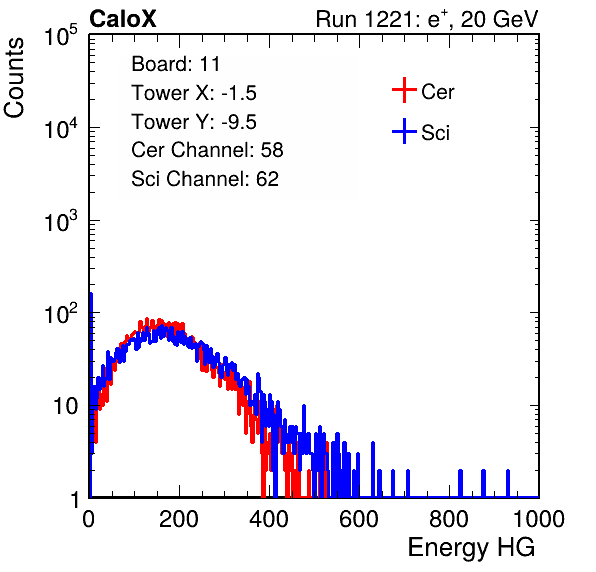 CaloX Run 1221: e⁺, 20 GeV
Counts
Board: 11
Tower X: -1.5
Tower Y: -9.5
Cer Channel: 58
Sci Channel: 62
Cer
Sci
10⁵
10⁴
10³
10²
10
1
0 200 400 600 800 1000
Energy HG